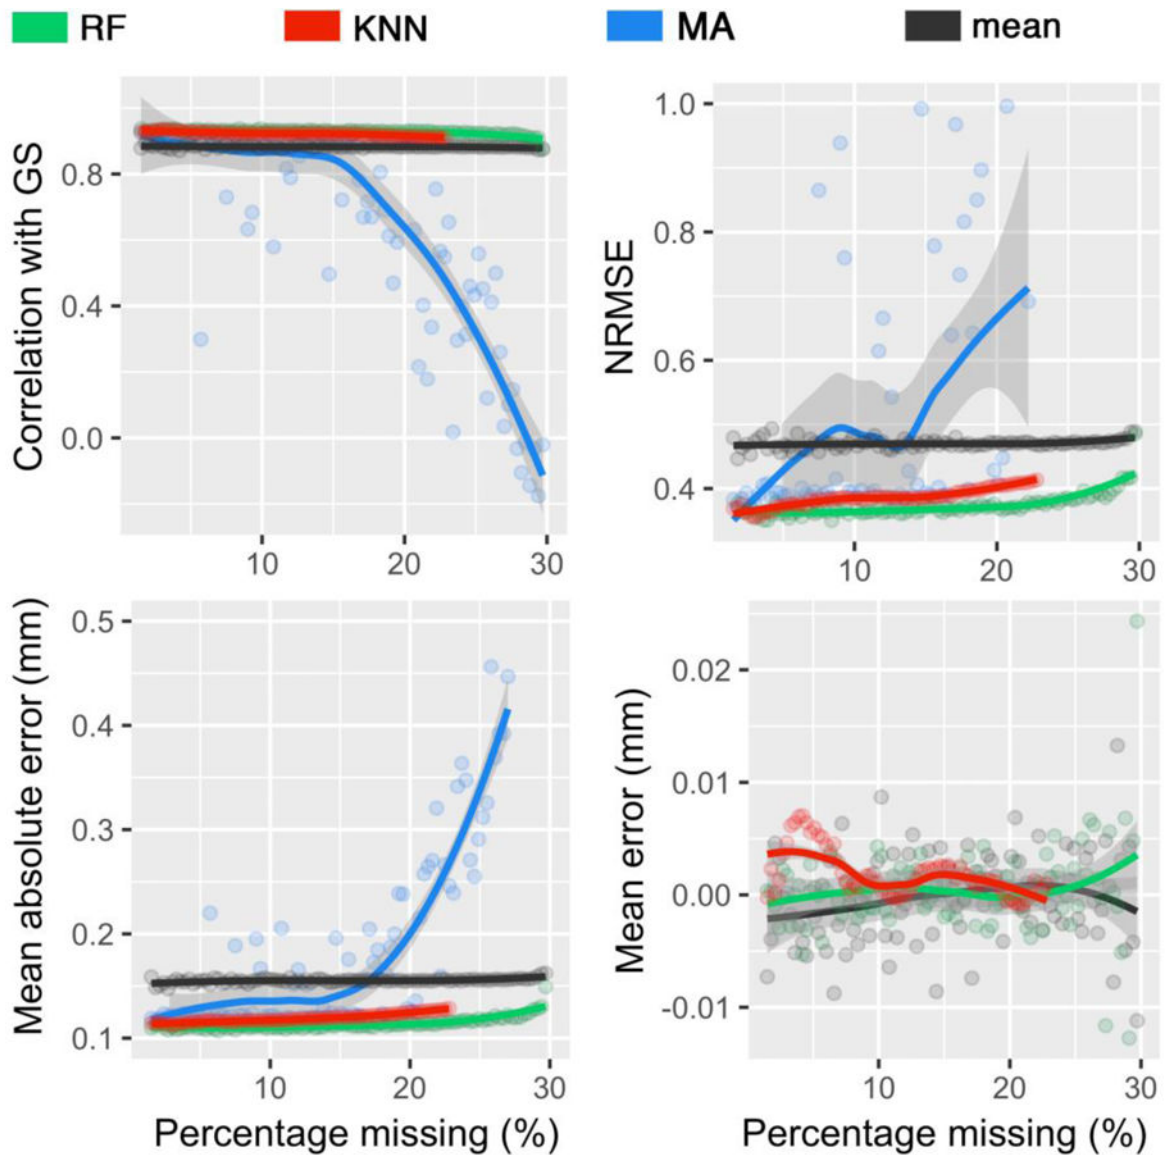 RF KNN MA mean
Correlation with GS
0.8
0.4
0.0
10 20 30
NRMSE
1.0
0.8
0.6
0.4
10 20 30
Mean absolute error (mm)
0.5
0.4
0.3
0.2
0.1
10 20 30
Percentage missing (%)
Mean error (mm)
0.02
0.01
0.00
-0.01
10 20 30
Percentage missing (%)